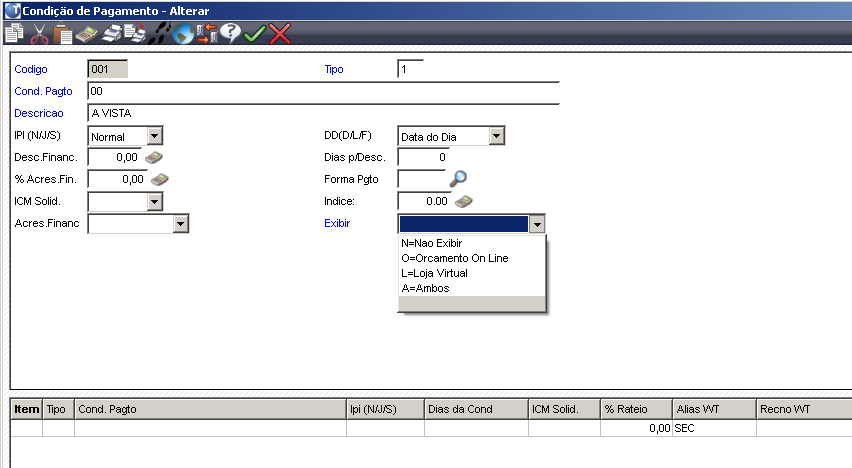 Condição de Pagamento - Alterar
Codigo 001 Tipo 1
Cond. Pagto 00
Descricao A VISTA
IPI (N/J/S) Normal DD(D/L/F) Data do Dia
Desc.Financ. 0,00 Dias p/Desc. 0
% Acres.Fin. 0,00 Forma Pgto
ICM Solid. Indice: 0.00
Acres.Financ Exibir
N=Nao Exibir
O=Orcamento On Line
L=Loja Virtual
A=Ambos
Item Tipo Cond. Pagto Ipi (N/J/S) Dias da Cond ICM Solid. % Rateio Alias WT Recno WT
0,00 SEC